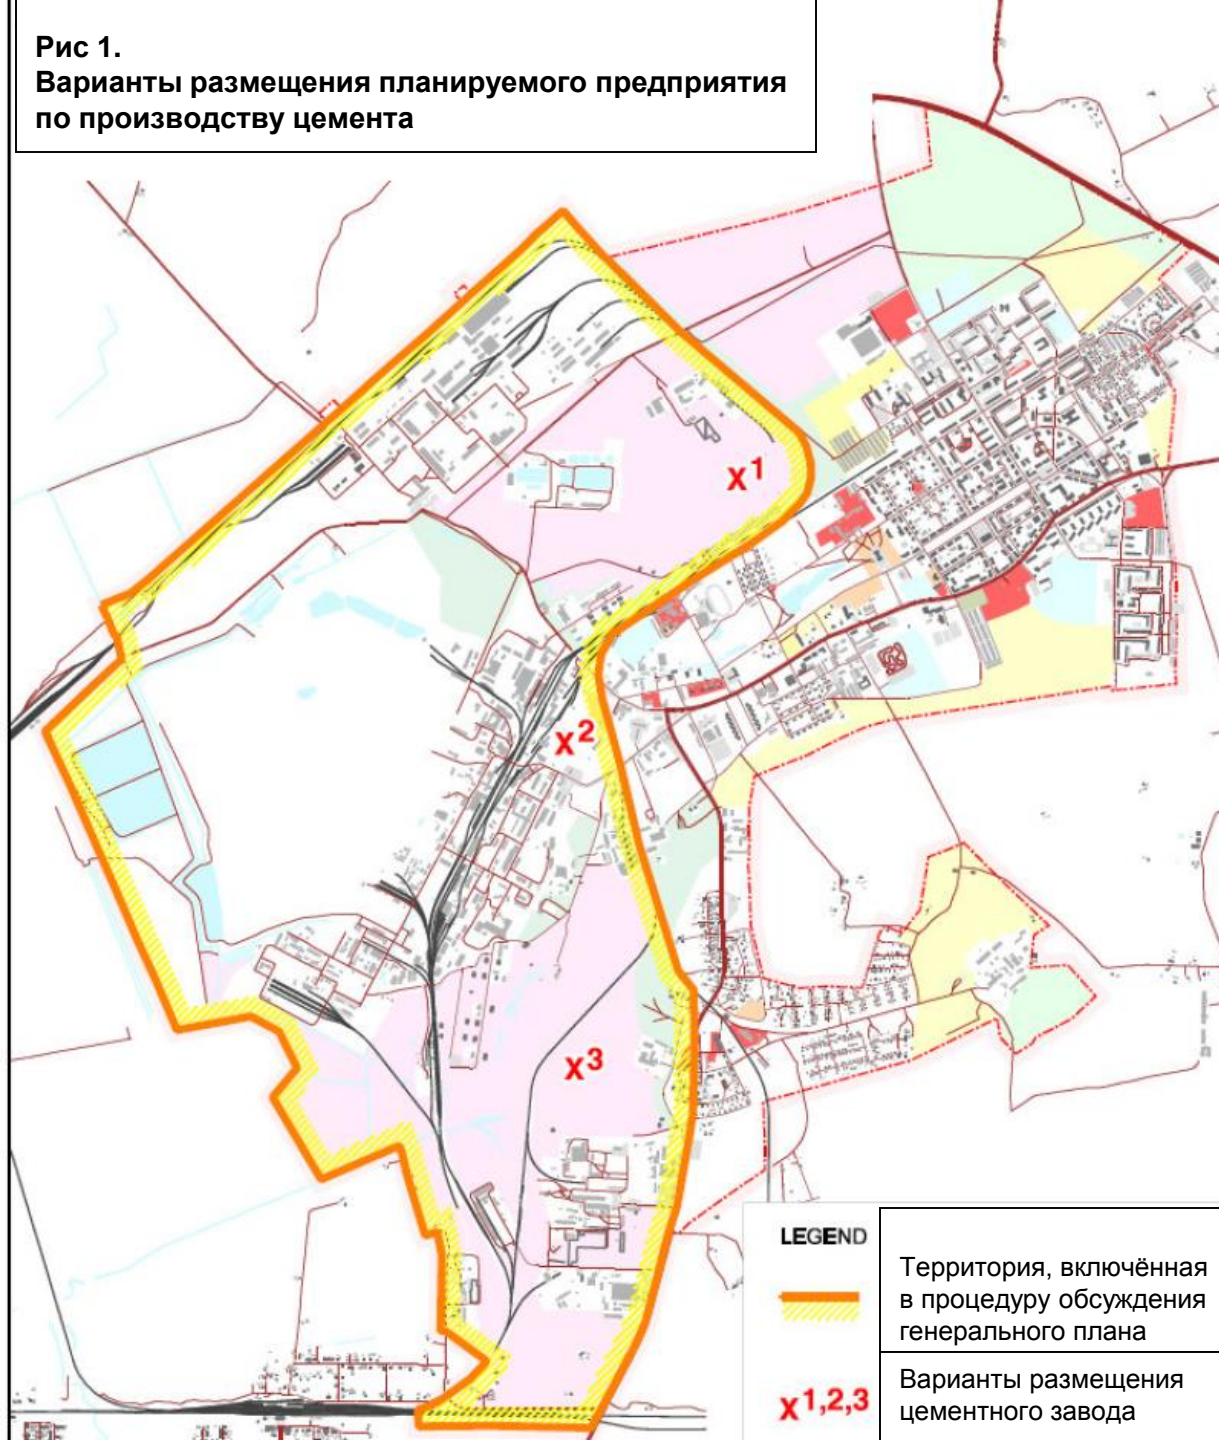 Рис 1.
Варианты размещения планируемого предприятия
по производству цемента
x1
x2
x3
LEGEND
Территория, включённая
в процедуру обсуждения
генерального плана
x1,2,3
Варианты размещения
цементного завода